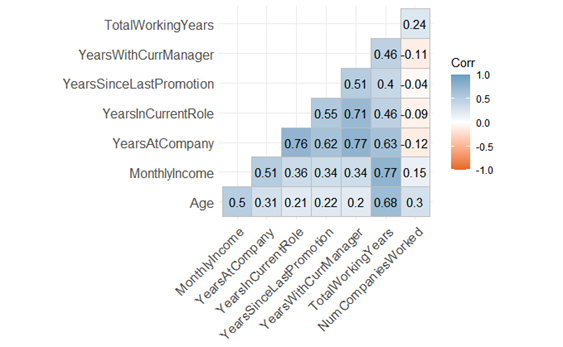 TotalWorkingYears 0.24
YearsWithCurrManager 0.46 -0.11
YearsSinceLastPromotion 0.51 0.4 -0.04
YearsInCurrentRole 0.55 0.71 0.46 -0.09
YearsAtCompany 0.76 0.62 0.77 0.63 -0.12
MonthlyIncome 0.51 0.36 0.34 0.34 0.77 0.15
Age 0.5 0.31 0.21 0.22 0.2 0.68 0.3
MonthlyIncome
YearsAtCompany
YearsInCurrentRole
YearsSinceLastPromotion
YearsWithCurrManager
TotalWorkingYears
NumCompaniesWorked
Corr
1.0
0.5
0.0
-0.5
-1.0